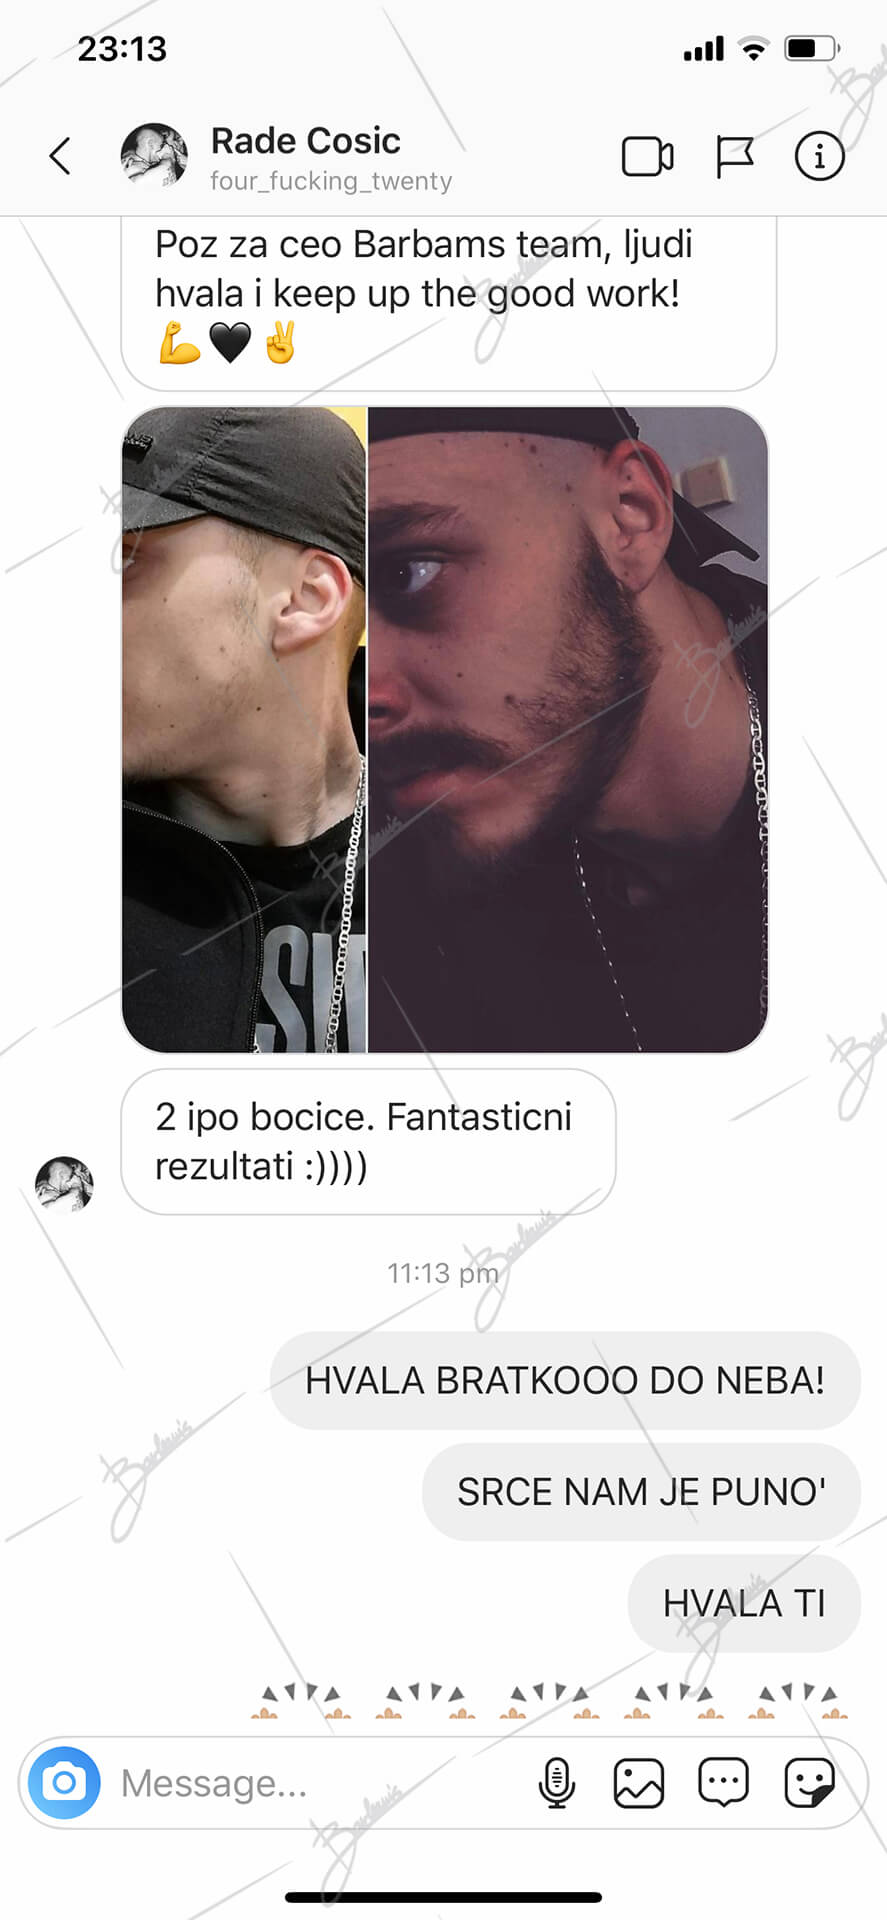 23:13
Rade Cosic
four_fucking_twenty
Poz za ceo Barbams team, ljudi
hvala i keep up the good work!
💪🖤✌️
2 ipo bocice. Fantasticni
rezultati :))))
11:13 pm
HVALA BRATKOOO DO NEBA!
SRCE NAM JE PUNO'
HVALA TI
Message...